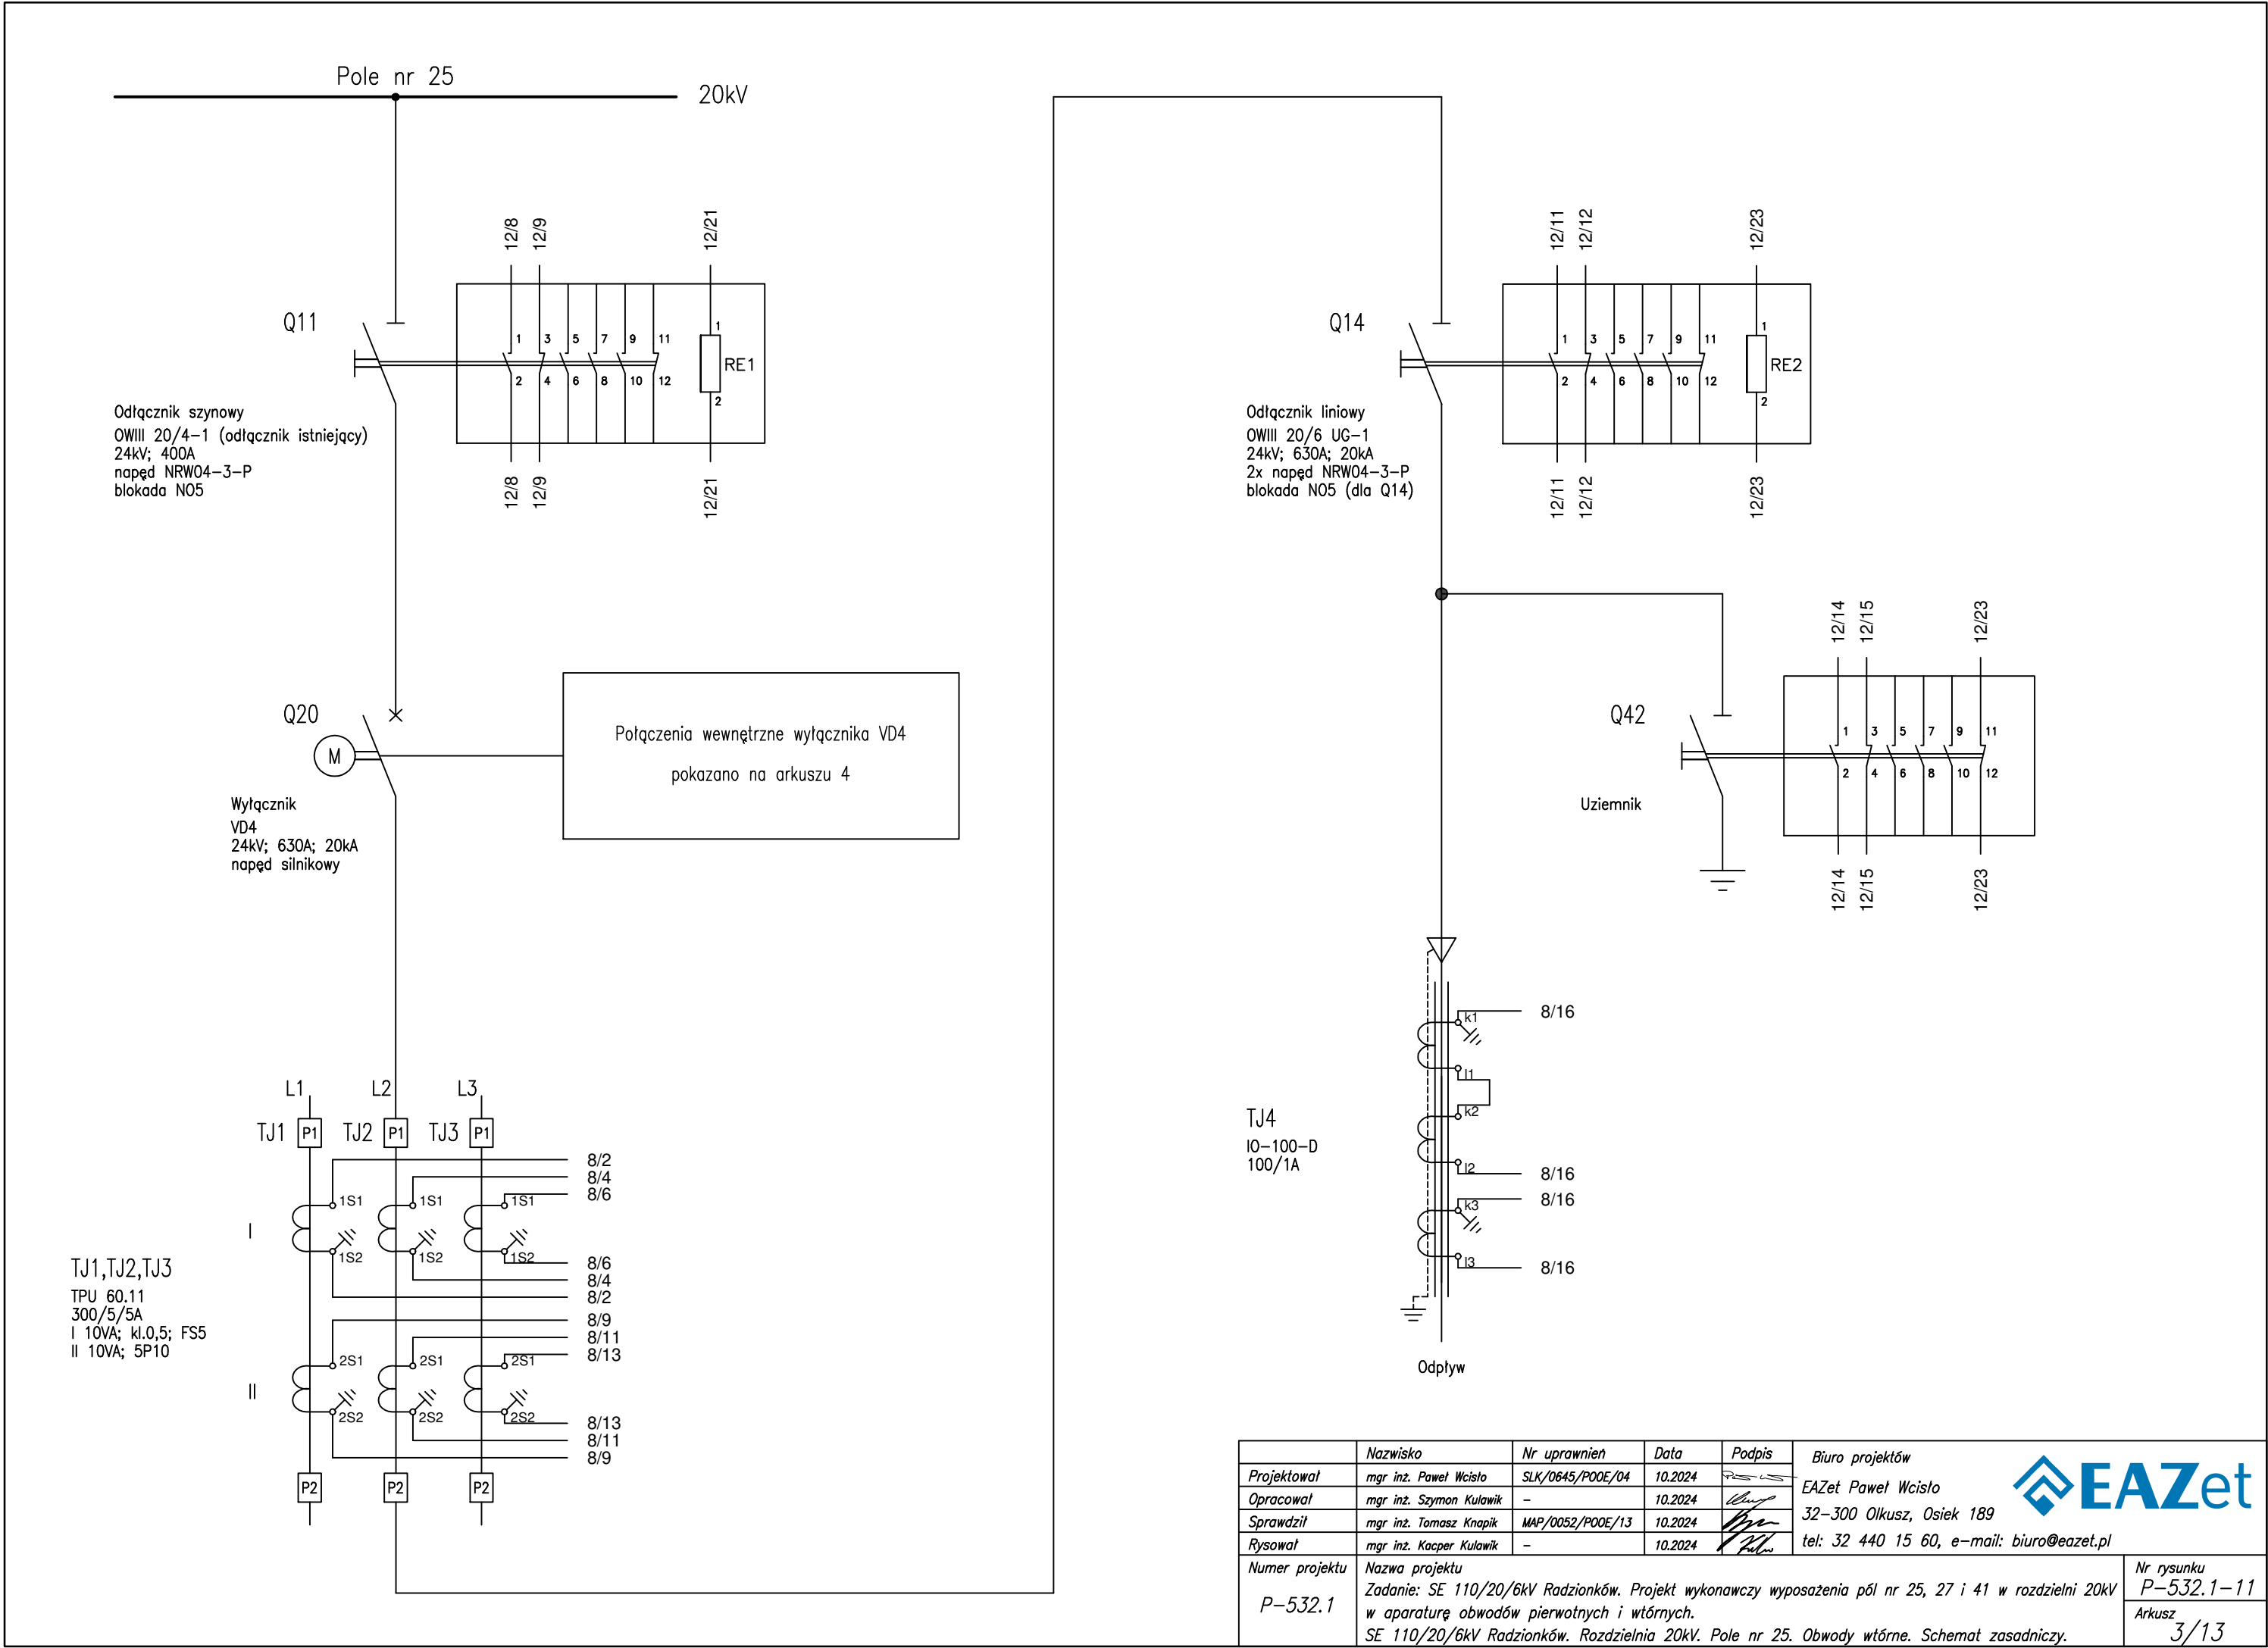 Pole nr 25
20kV
12/8
12/9
12/21
Q11
1
3
5
7
9
11
1
RE1
2
4
6
8
10
12
2
Odłącznik szynowy
OWIII 20/4-1 (odłącznik istniejący)
24kV; 400A
napęd NRW04-3-P
blokada NO5
12/8
12/9
12/21
Q20
M
Połączenia wewnętrzne wyłącznika VD4
pokazano na arkuszu 4
Wyłącznik
VD4
24kV; 630A; 20kA
napęd silnikowy
L1
L2
L3
TJ1
P1
TJ2
P1
TJ3
P1
8/2
8/4
8/6
1S1
1S1
1S1
I
1S2
1S2
1S2
8/6
8/4
8/2
TJ1,TJ2,TJ3
TPU 60.11
300/5/5A
I 10VA; kl.0,5; FS5
II 10VA; 5P10
8/9
8/11
8/13
2S1
2S1
2S1
II
2S2
2S2
2S2
8/13
8/11
8/9
P2
P2
P2
12/11
12/12
12/23
Q14
1
3
5
7
9
11
1
RE2
2
4
6
8
10
12
2
Odłącznik liniowy
OWIII 20/6 UG-1
24kV; 630A; 20kA
2x napęd NRW04-3-P
blokada NO5 (dla Q14)
12/11
12/12
12/23
12/14
12/15
12/23
Q42
1
3
5
7
9
11
2
4
6
8
10
12
Uziemnik
12/14
12/15
12/23
k1
8/16
l1
k2
TJ4
IO-100-D
100/1A
l2
8/16
8/16
k3
l3
8/16
Odpływ
Nazwisko
Nr uprawnień
Data
Podpis
Projektował
mgr inż. Paweł Wcisło
SLK/0645/POOE/04
10.2024
Opracował
mgr inż. Szymon Kulawik
-
10.2024
Sprawdził
mgr inż. Tomasz Knapik
MAP/0052/POOE/13
10.2024
Rysował
mgr inż. Kacper Kulawik
-
10.2024
Biuro projektów
EAZet Paweł Wcisło
32-300 Olkusz, Osiek 189
tel: 32 440 15 60, e-mail: biuro@eazet.pl
EAZet
Numer projektu
P-532.1
Nazwa projektu
Zadanie: SE 110/20/6kV Radzionków. Projekt wykonawczy wyposażenia pól nr 25, 27 i 41 w rozdzielni 20kV
w aparaturę obwodów pierwotnych i wtórnych.
SE 110/20/6kV Radzionków. Rozdzielnia 20kV. Pole nr 25. Obwody wtórne. Schemat zasadniczy.
Nr rysunku
P-532.1-11
Arkusz
3/13